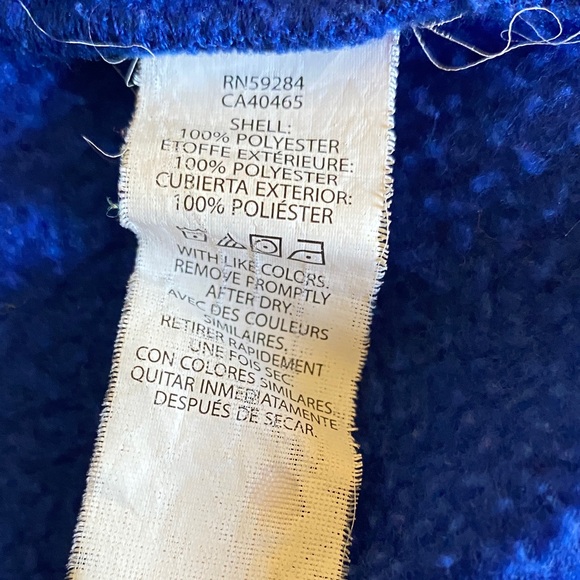 RN59284
CA40465
SHELL:
100% POLYESTER
ÉTOFFE EXTÉRIEURE:
100% POLYESTER
CUBIERTA EXTERIOR:
100% POLIÉSTER
WITH LIKE COLORS.
REMOVE PROMPTLY
AFTER DRY.
AVEC DES COULEURS
SIMILAIRES.
RETIRER RAPIDEMENT
UNE FOIS SEC.
CON COLORES SIMILARES.
QUITAR INMEDIATAMENTE
DESPUÉS DE SECAR.